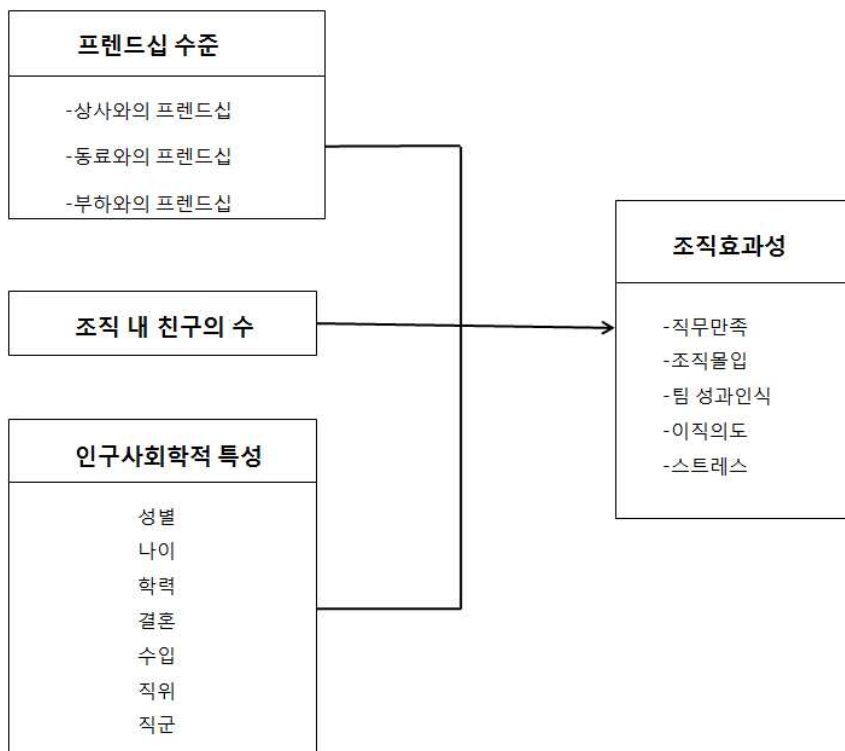 프렌드십 수준
-상사와의 프렌드십
-동료와의 프렌드십
-부하와의 프렌드십
조직 내 친구의 수
인구사회학적 특성
성별
나이
학력
결혼
수입
직위
직군
조직효과성
-직무만족
-조직몰입
-팀 성과인식
-이직의도
-스트레스